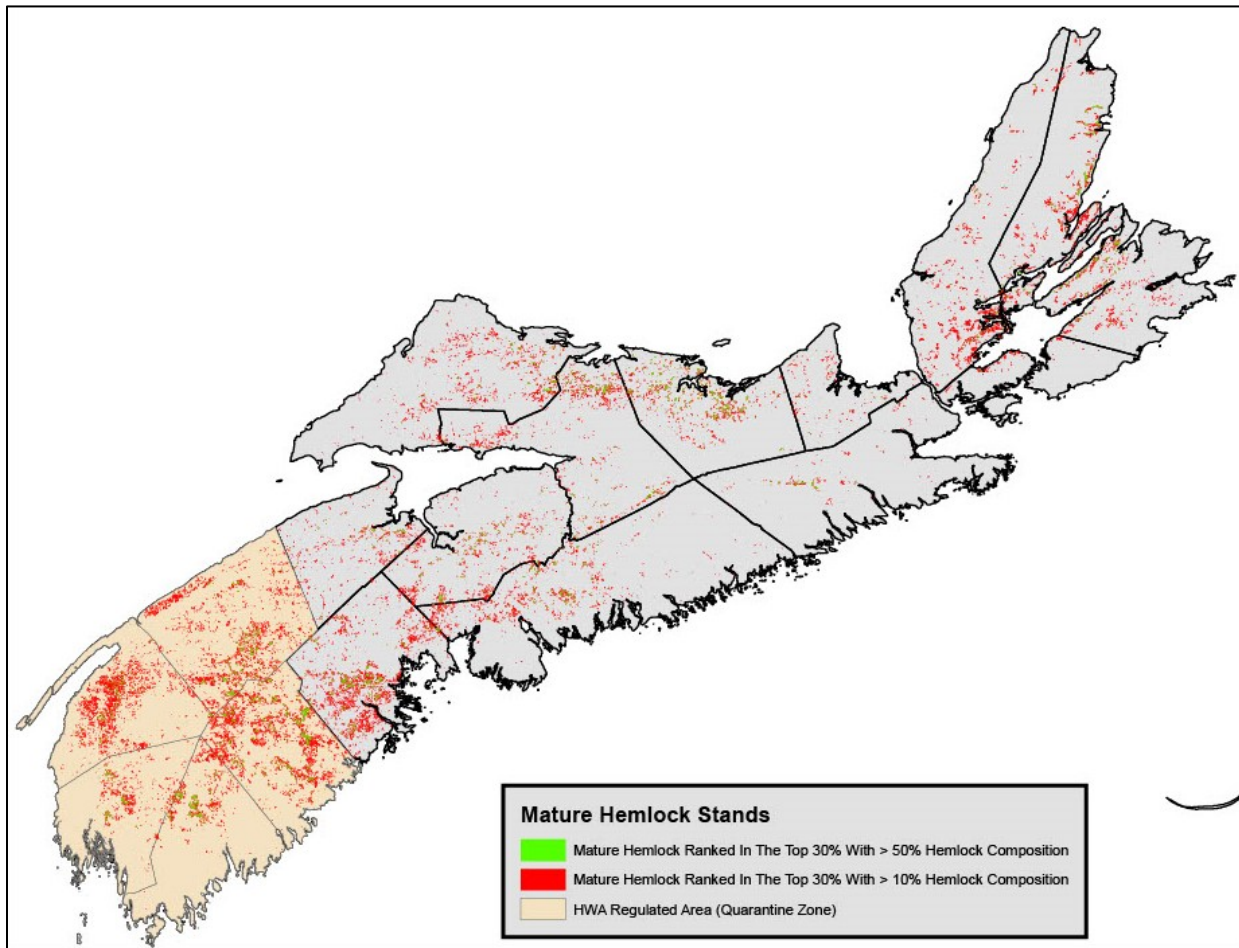 Mature Hemlock Stands
Mature Hemlock Ranked In The Top 30% With > 50% Hemlock Composition
Mature Hemlock Ranked In The Top 30% With > 10% Hemlock Composition
HWA Regulated Area (Quarantine Zone)